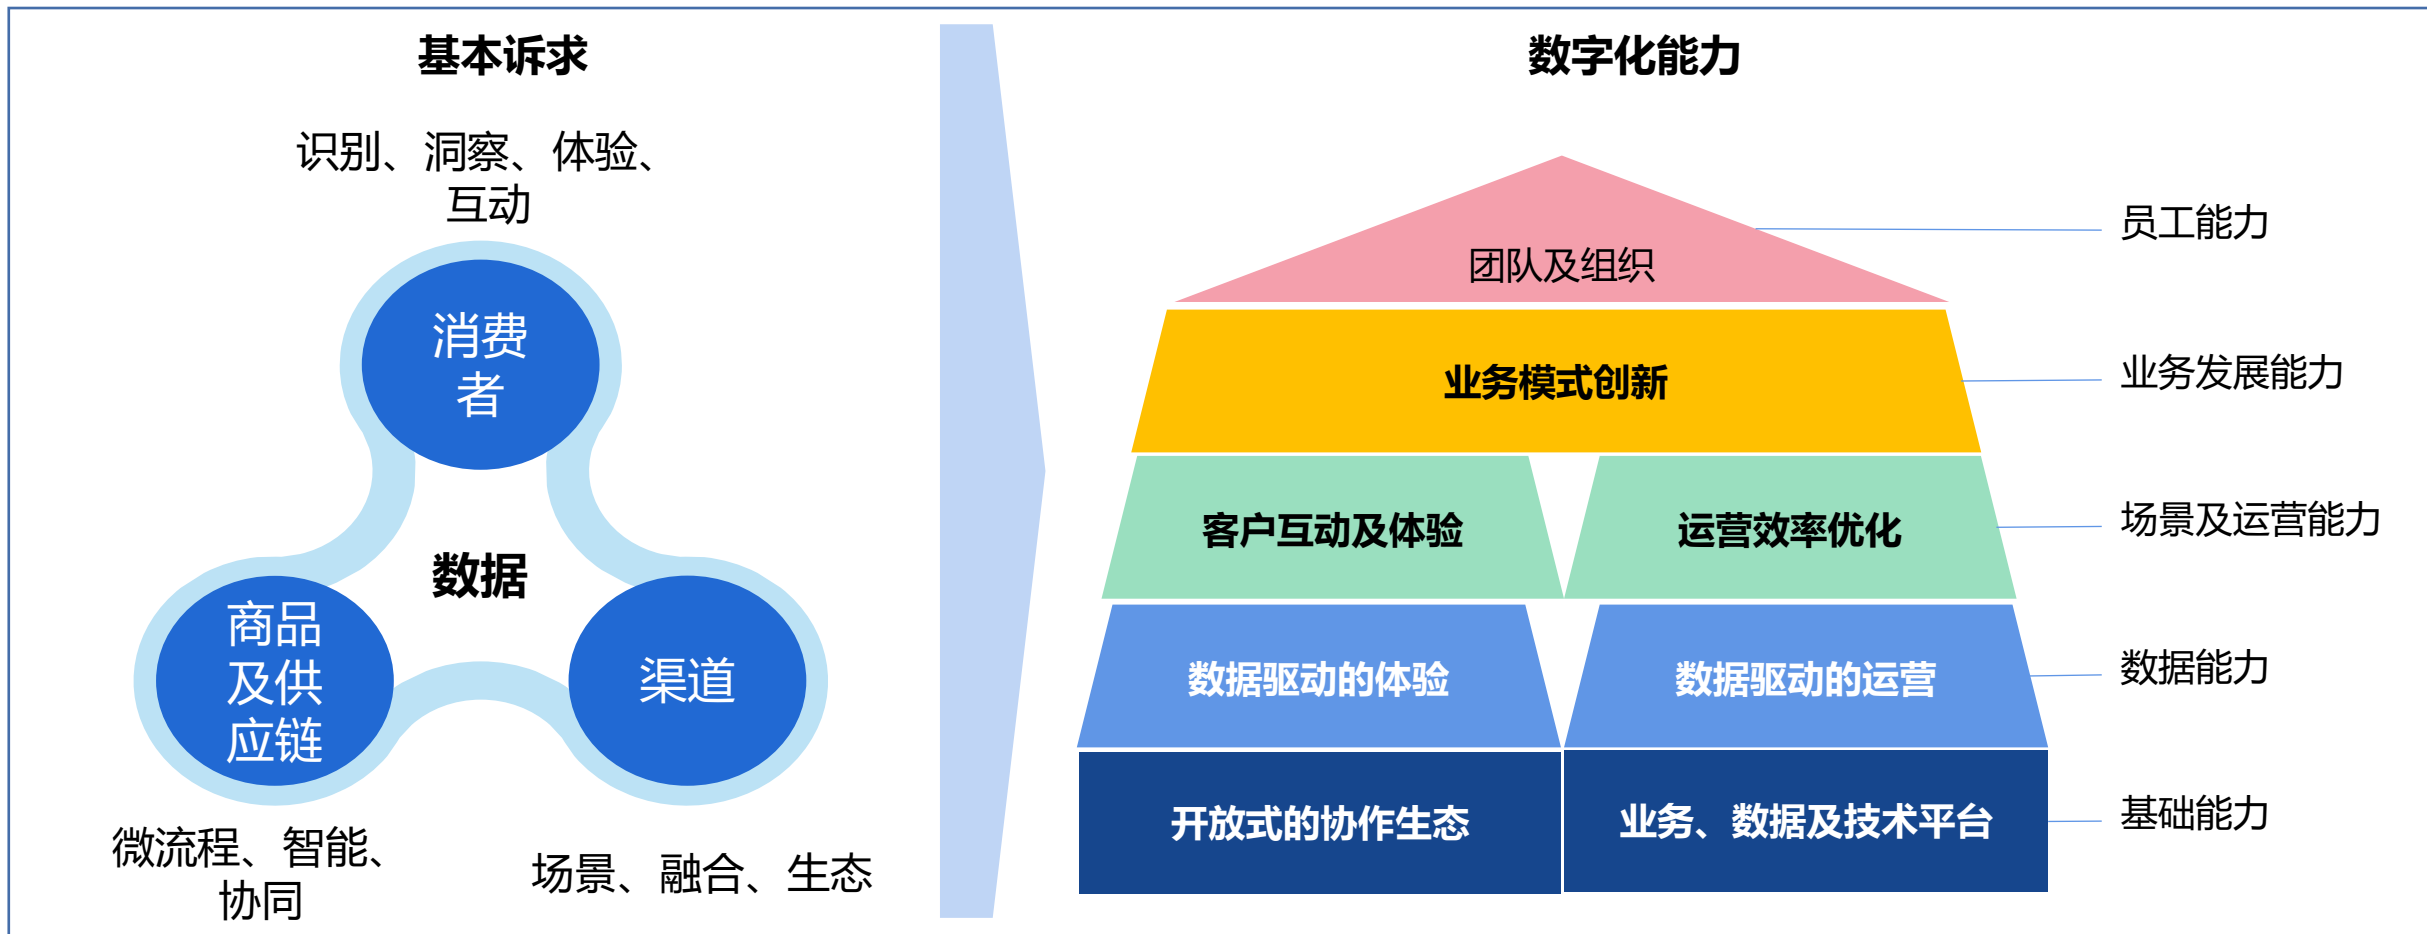 基本诉求
识别、洞察、体验、
互动
消费
者
数据
商品
及供
应链
渠道
微流程、智能、
协同
场景、融合、生态
数字化能力
团队及组织
员工能力
业务模式创新
业务发展能力
客户互动及体验
运营效率优化
场景及运营能力
数据驱动的体验
数据驱动的运营
数据能力
开放式的协作生态
业务、数据及技术平台
基础能力